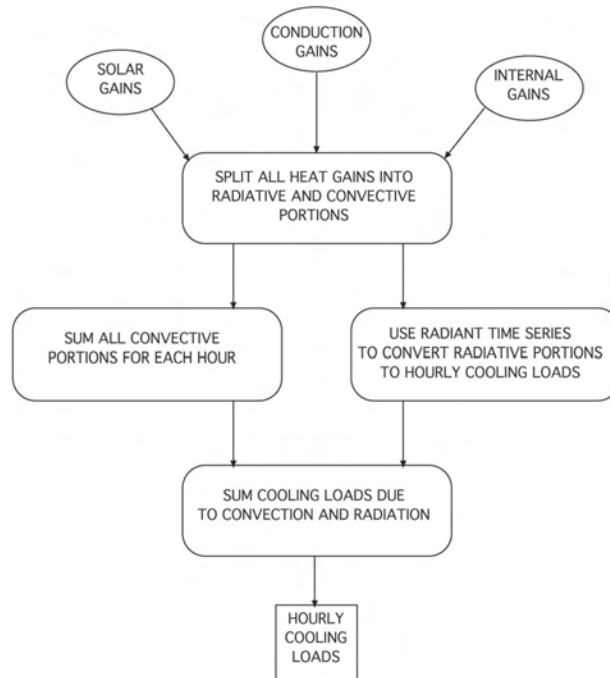 CONDUCTION
GAINS
SOLAR
GAINS
INTERNAL
GAINS
SPLIT ALL HEAT GAINS INTO
RADIATIVE AND CONVECTIVE
PORTIONS
SUM ALL CONVECTIVE
PORTIONS FOR EACH HOUR
USE RADIANT TIME SERIES
TO CONVERT RADIATIVE PORTIONS
TO HOURLY COOLING LOADS
SUM COOLING LOADS DUE
TO CONVECTION AND RADIATION
HOURLY
COOLING
LOADS